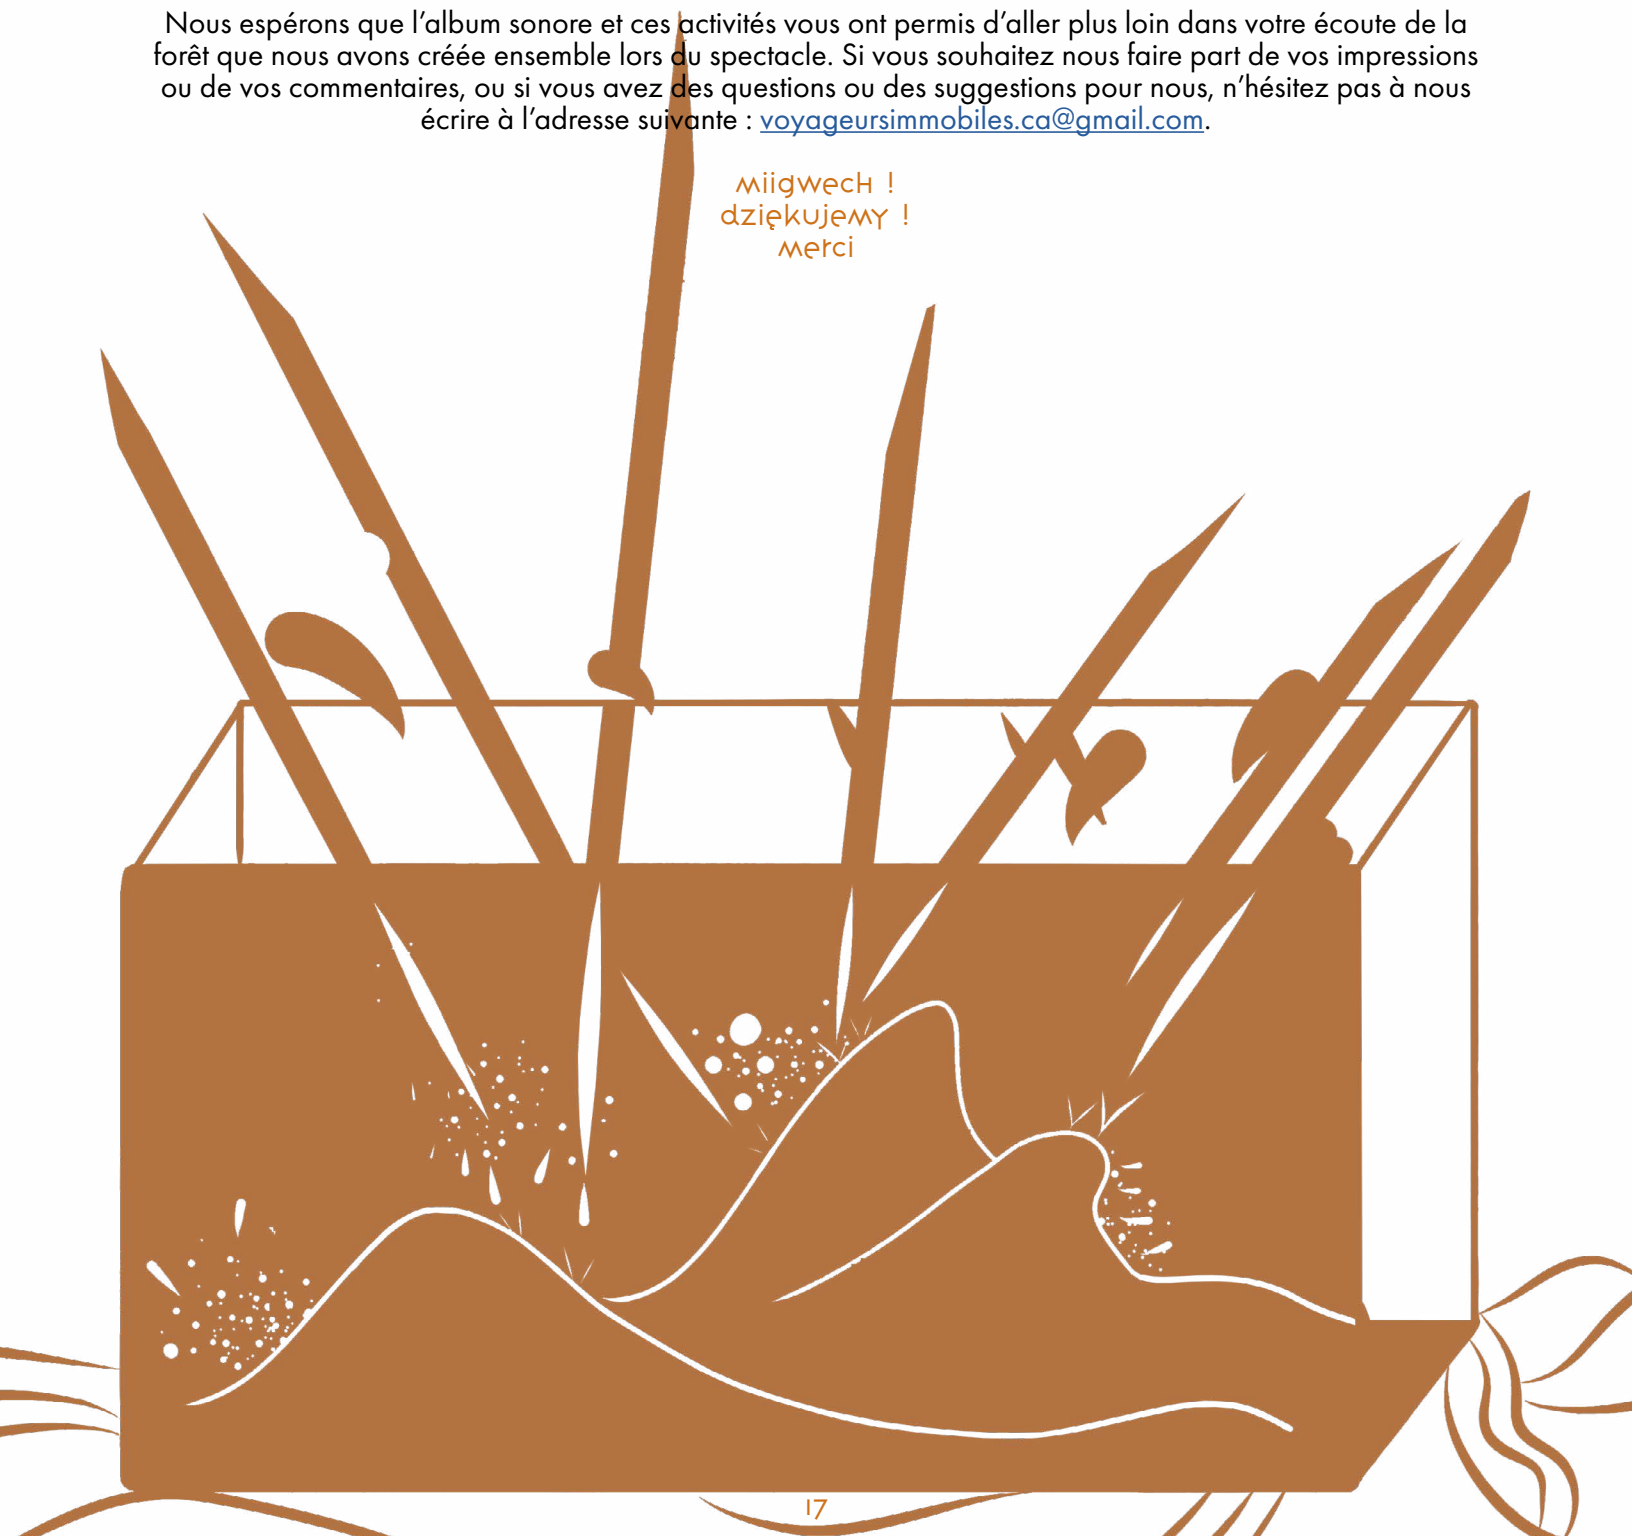 Nous espérons que l’album sonore et ces activités vous ont permis d’aller plus loin dans votre écoute de la
forêt que nous avons créée ensemble lors du spectacle. Si vous souhaitez nous faire part de vos impressions
ou de vos commentaires, ou si vous avez des questions ou des suggestions pour nous, n’hésitez pas à nous
écrire à l’adresse suivante : voyageursimmobiles.ca@gmail.com.
miigwech !
dziękujemy !
merci
17